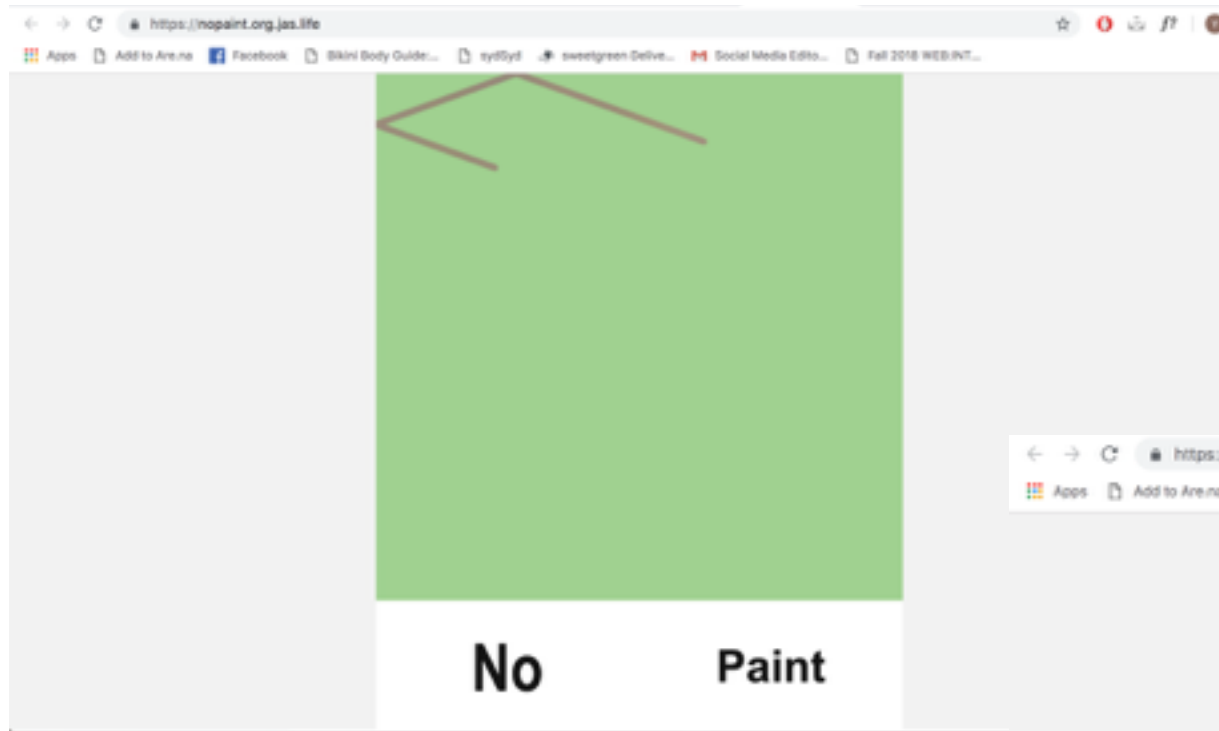 https://nopaint.org.jas.life
Apps Add to Are.na Facebook Bikini Body Guide:... sydSyd sweetgreen Delive... Social Media Edito... Fall 2018 WEB INT...
https:
Apps Add to Are.na
No Paint